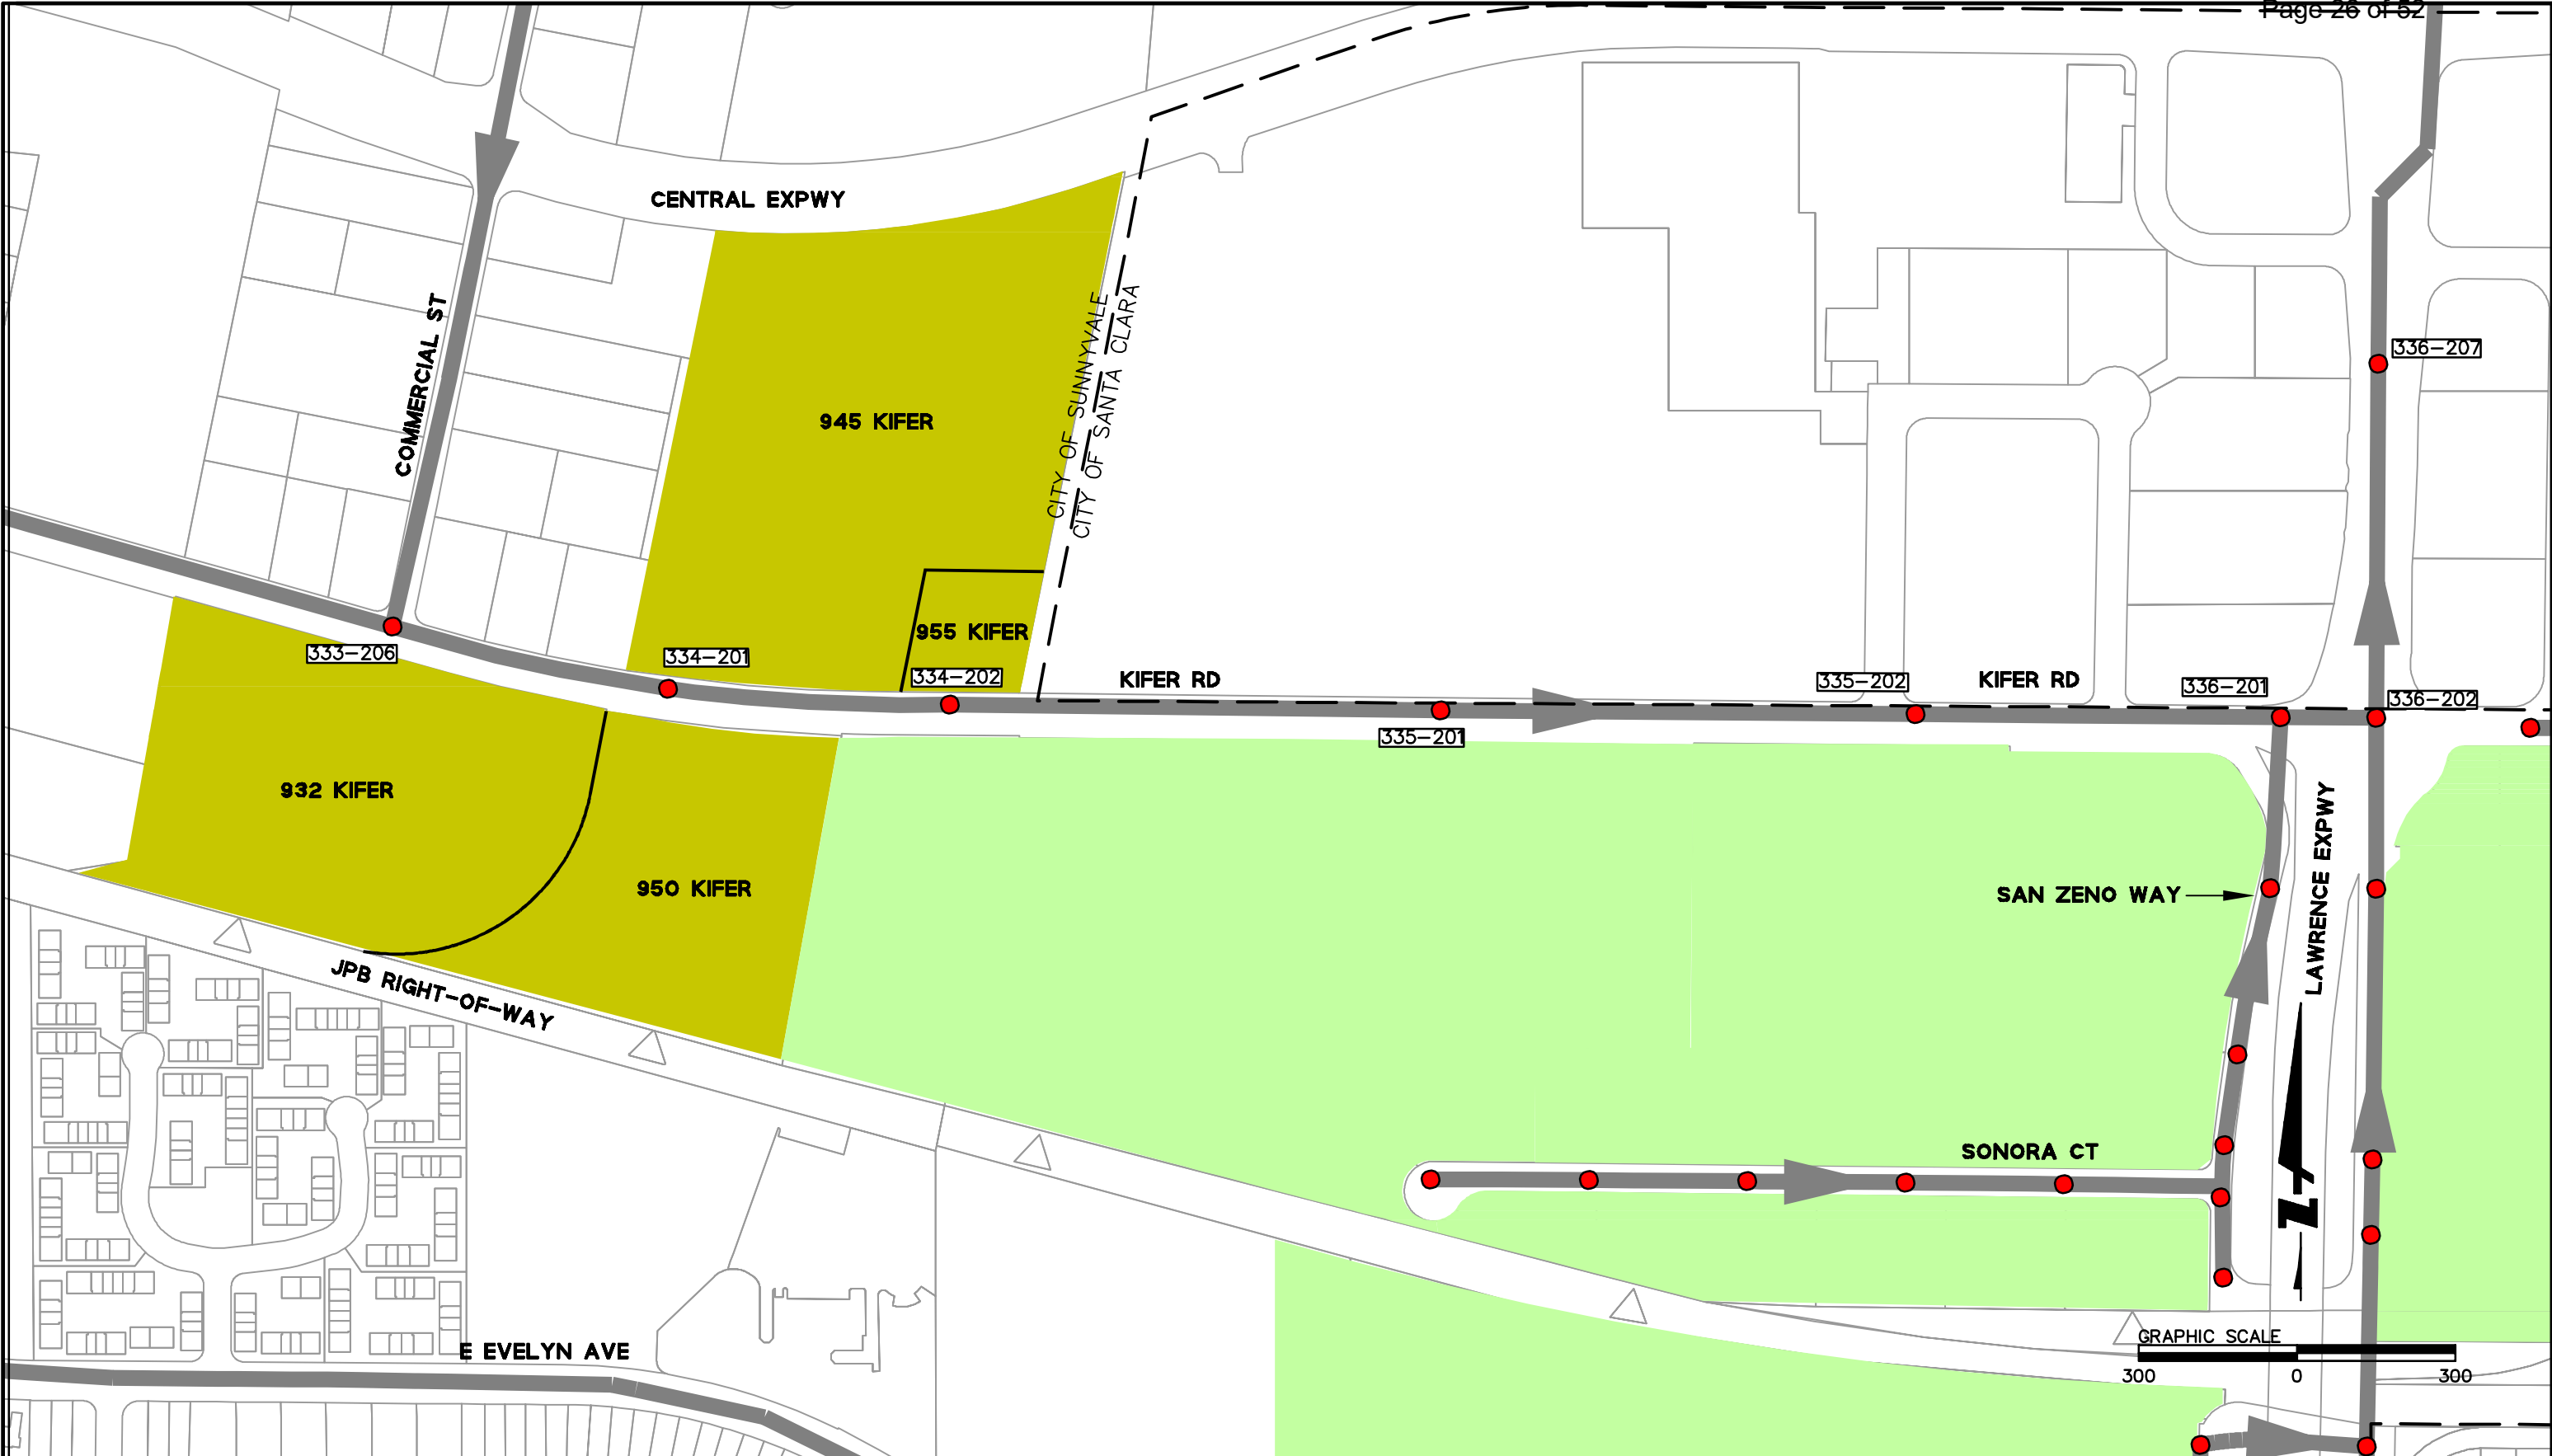 Page 26 of 52
CENTRAL EXPWY
COMMERCIAL ST
CITY OF SUNNYVALE
CITY OF SANTA CLARA
336-207
945 KIFER
955 KIFER
333-206
334-201
334-202
KIFER RD
335-202
KIFER RD
336-201
336-202
335-201
932 KIFER
950 KIFER
SAN ZENO WAY
LAWRENCE EXPWY
JPB RIGHT-OF-WAY
SONORA CT
Z
E EVELYN AVE
GRAPHIC SCALE
300 0 300